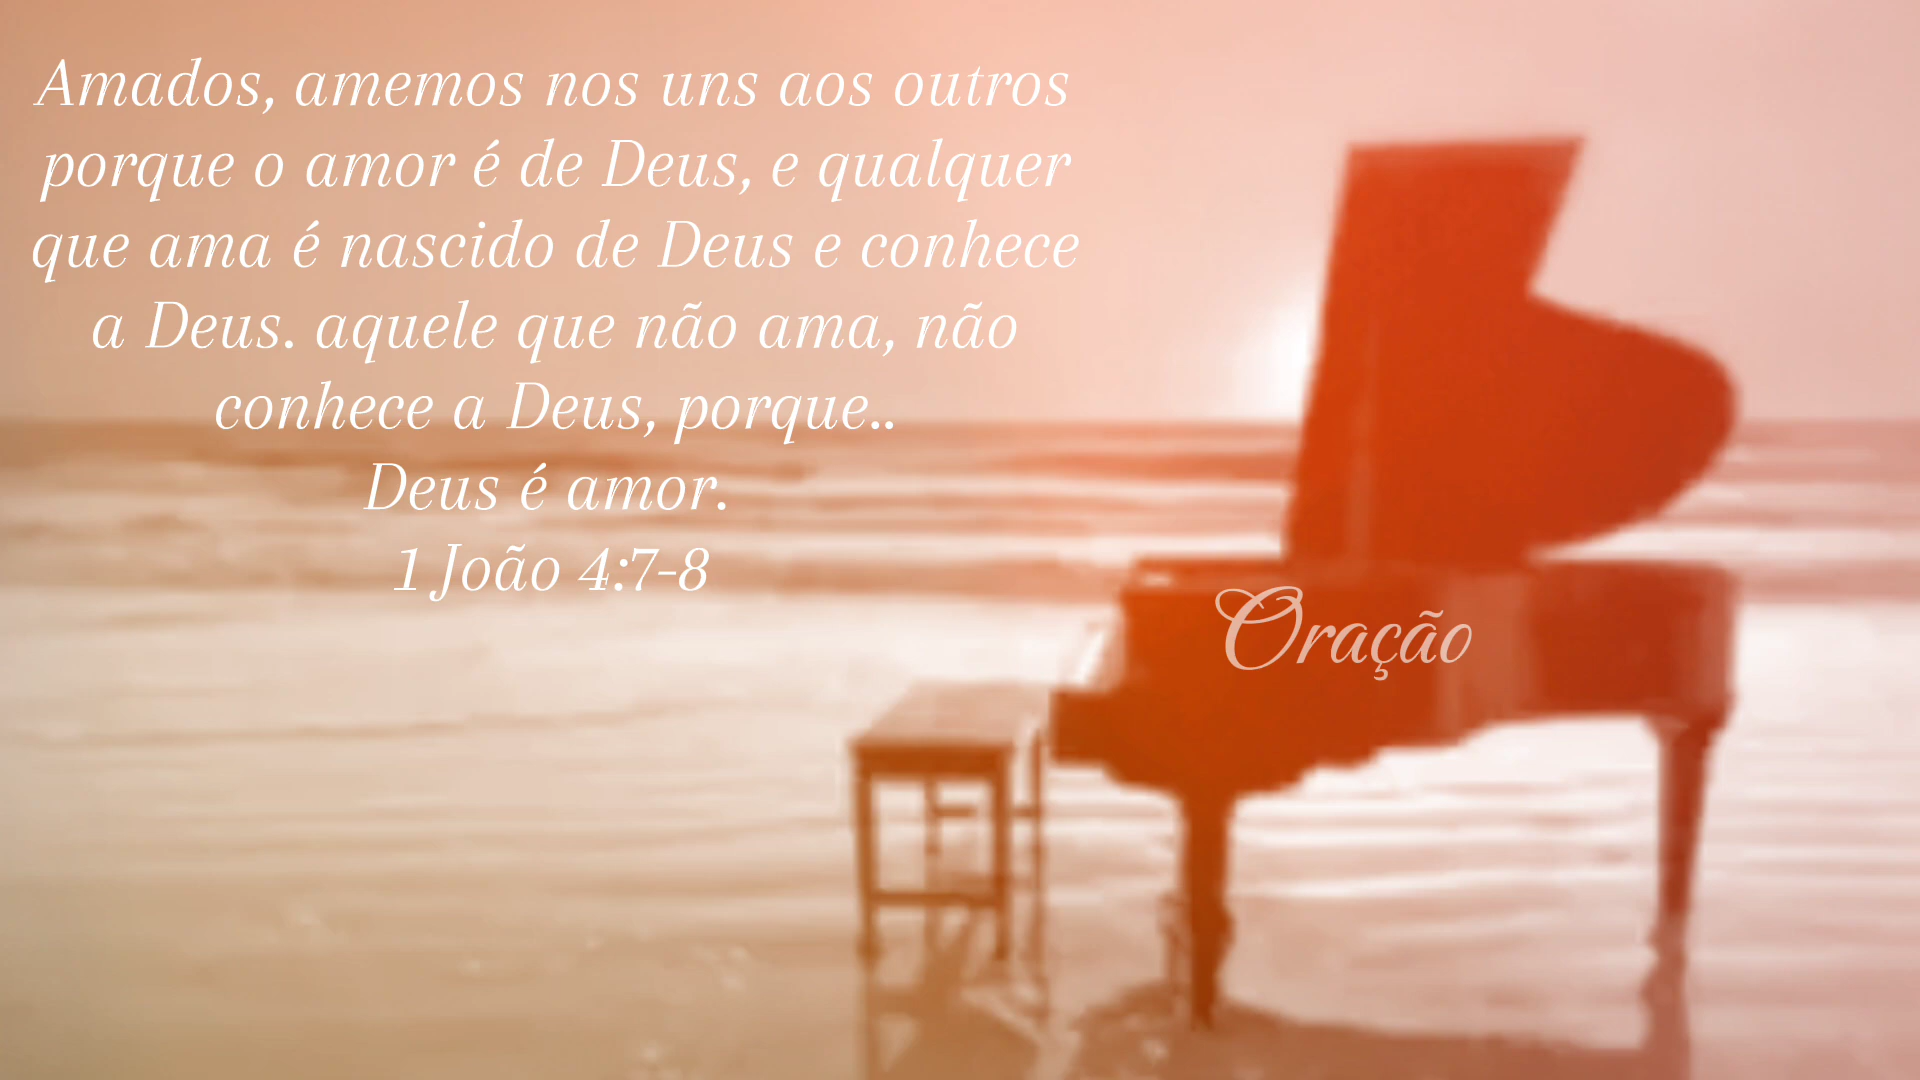 Amados, amemos nos uns aos outros
porque o amor é de Deus, e qualquer
que ama é nascido de Deus e conhece
a Deus. aquele que não ama, não
conhece a Deus, porque..
Deus é amor.
1 João 4:7-8
Oração